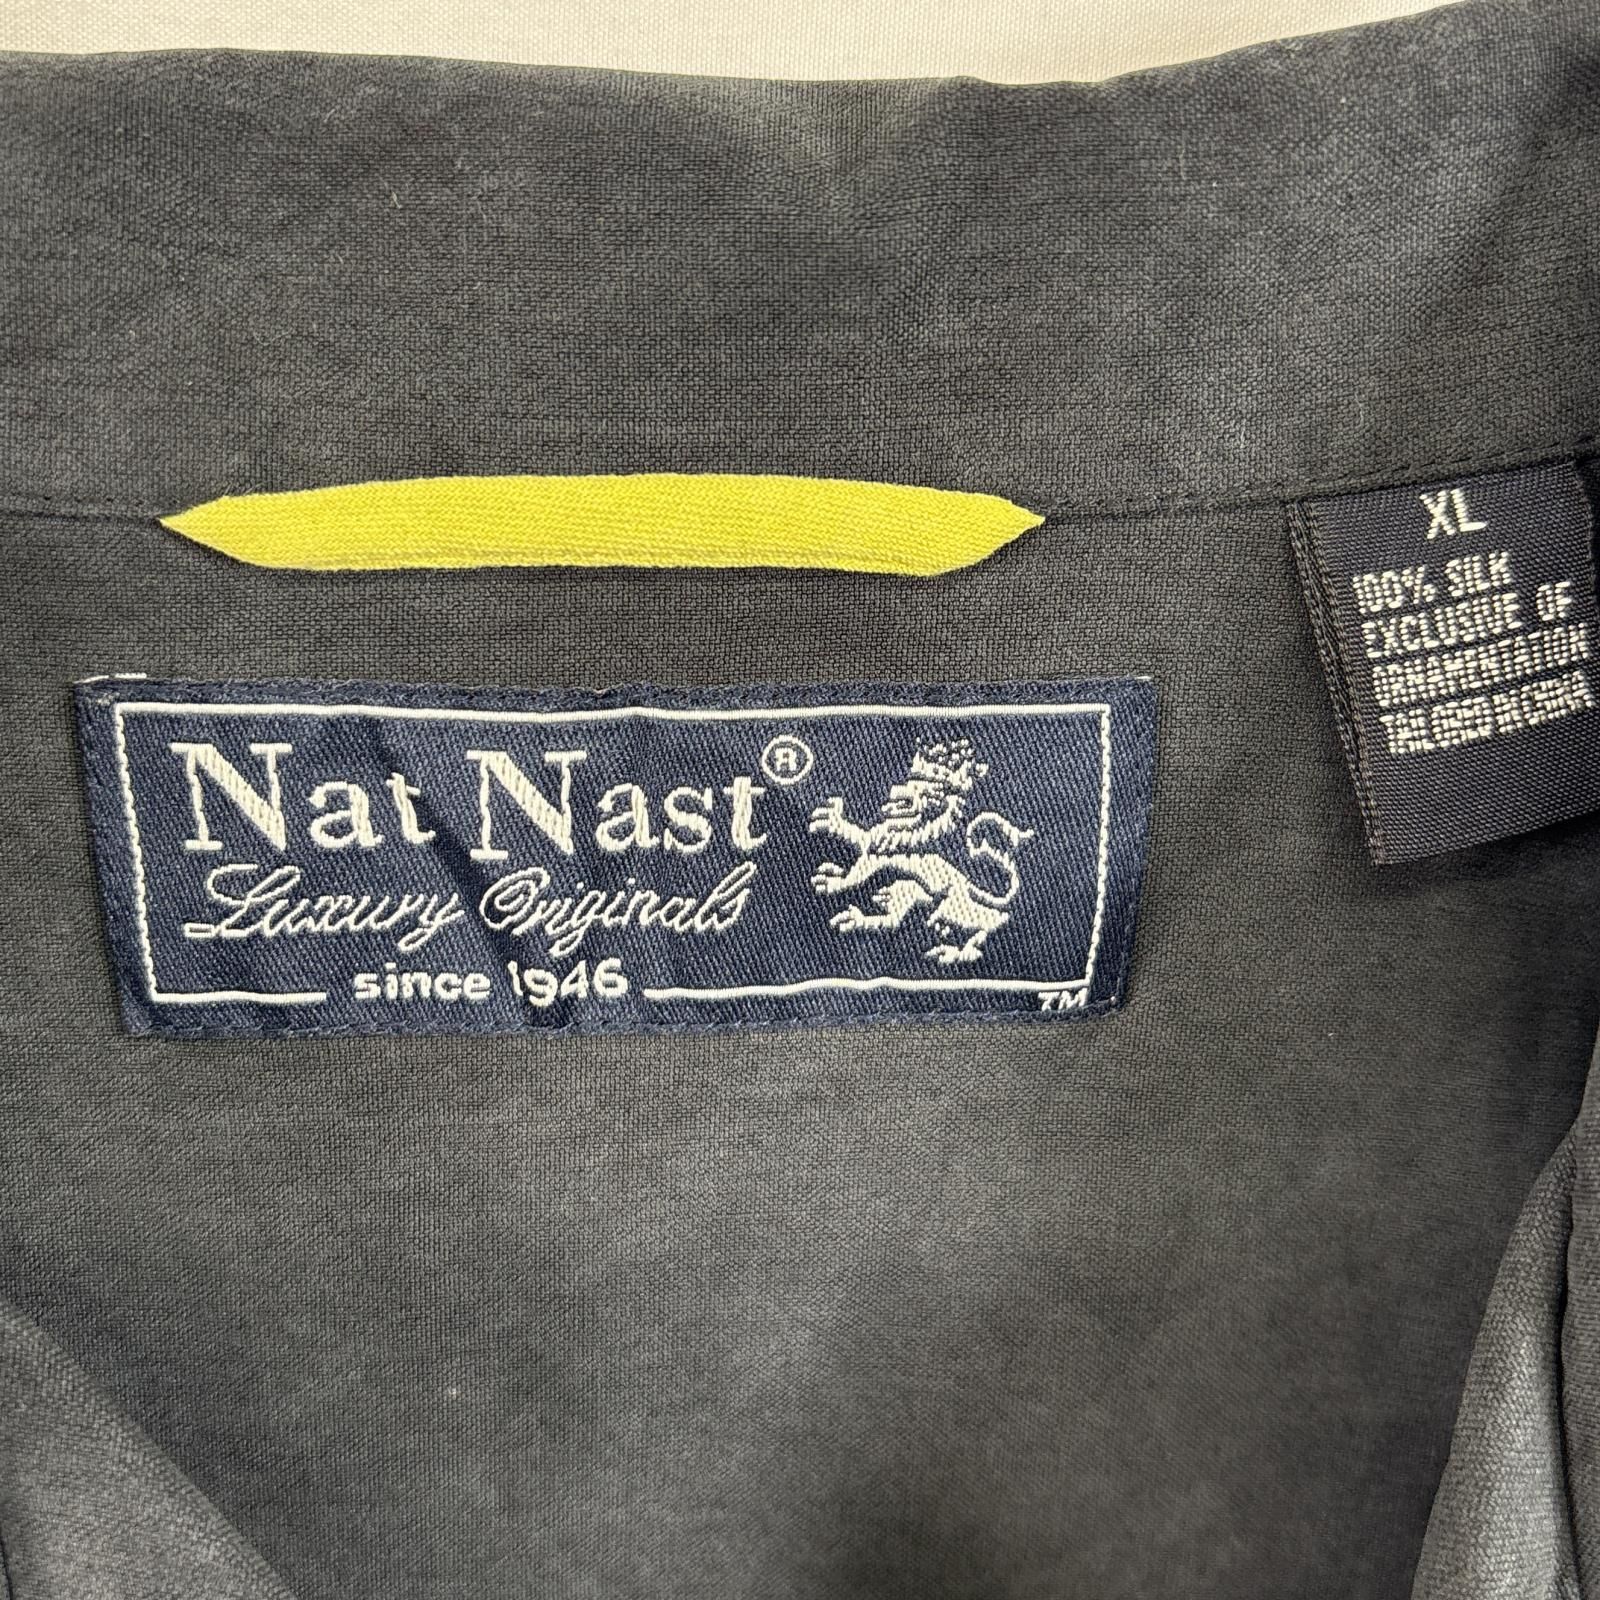 Nat Nast®
Luxury Originals
since 1946
TM
XL
100% SILK
EXCLUSIVE OF
ORNAMENTATION